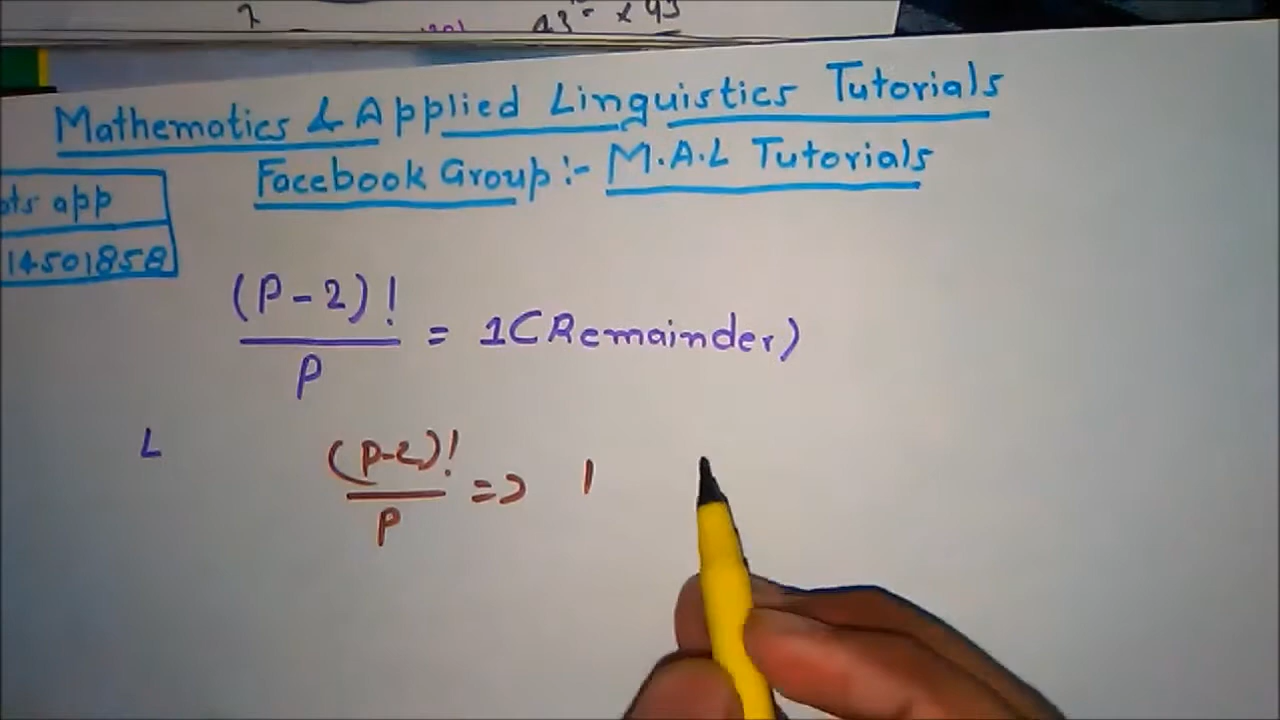 Mathematics & Applied Linguistics Tutorials
Facebook Group :- M.A.L Tutorials
app
14501858
(P-2)!
P
= 1(Remainder)
L
(P-2)!
P
=> 1